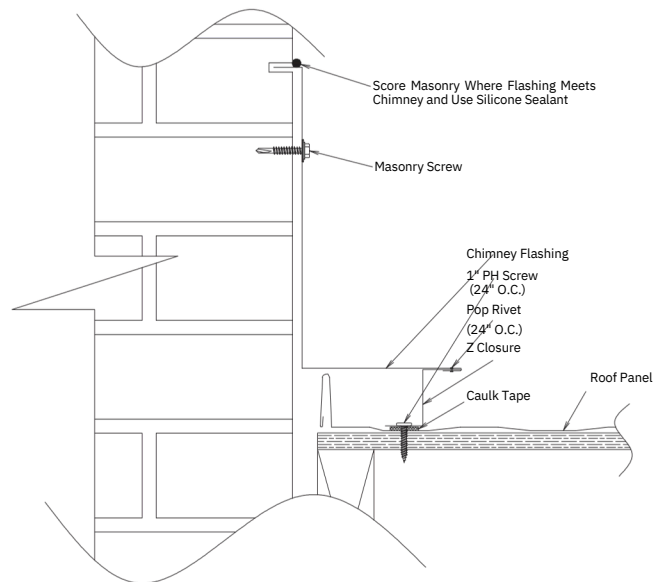 Score Masonry Where Flashing Meets
Chimney and Use Silicone Sealant
Masonry Screw
Chimney Flashing
1" PH Screw
(24" O.C.)
Pop Rivet
(24" O.C.)
Z Closure
Roof Panel
Caulk Tape